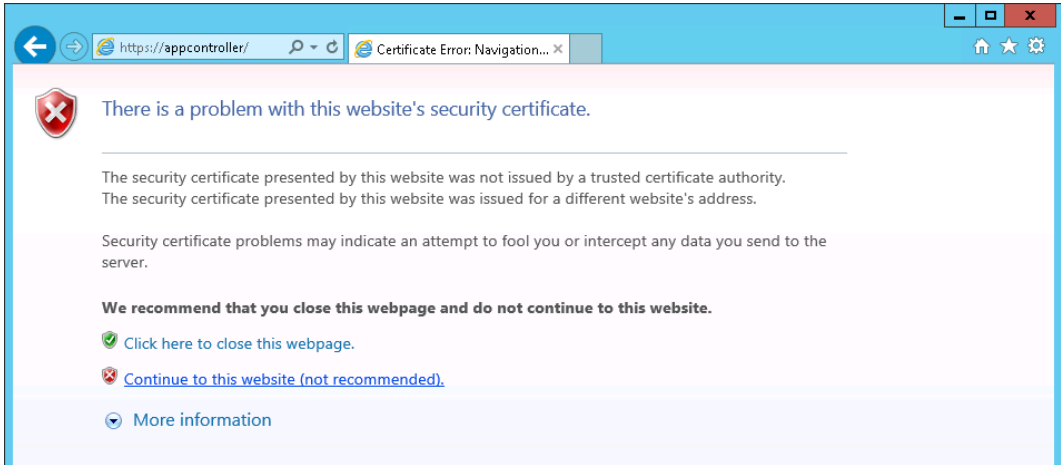 https://appcontroller/
Certificate Error: Navigation...
There is a problem with this website's security certificate.
The security certificate presented by this website was not issued by a trusted certificate authority.
The security certificate presented by this website was issued for a different website's address.
Security certificate problems may indicate an attempt to fool you or intercept any data you send to the
server.
We recommend that you close this webpage and do not continue to this website.
Click here to close this webpage.
Continue to this website (not recommended).
More information